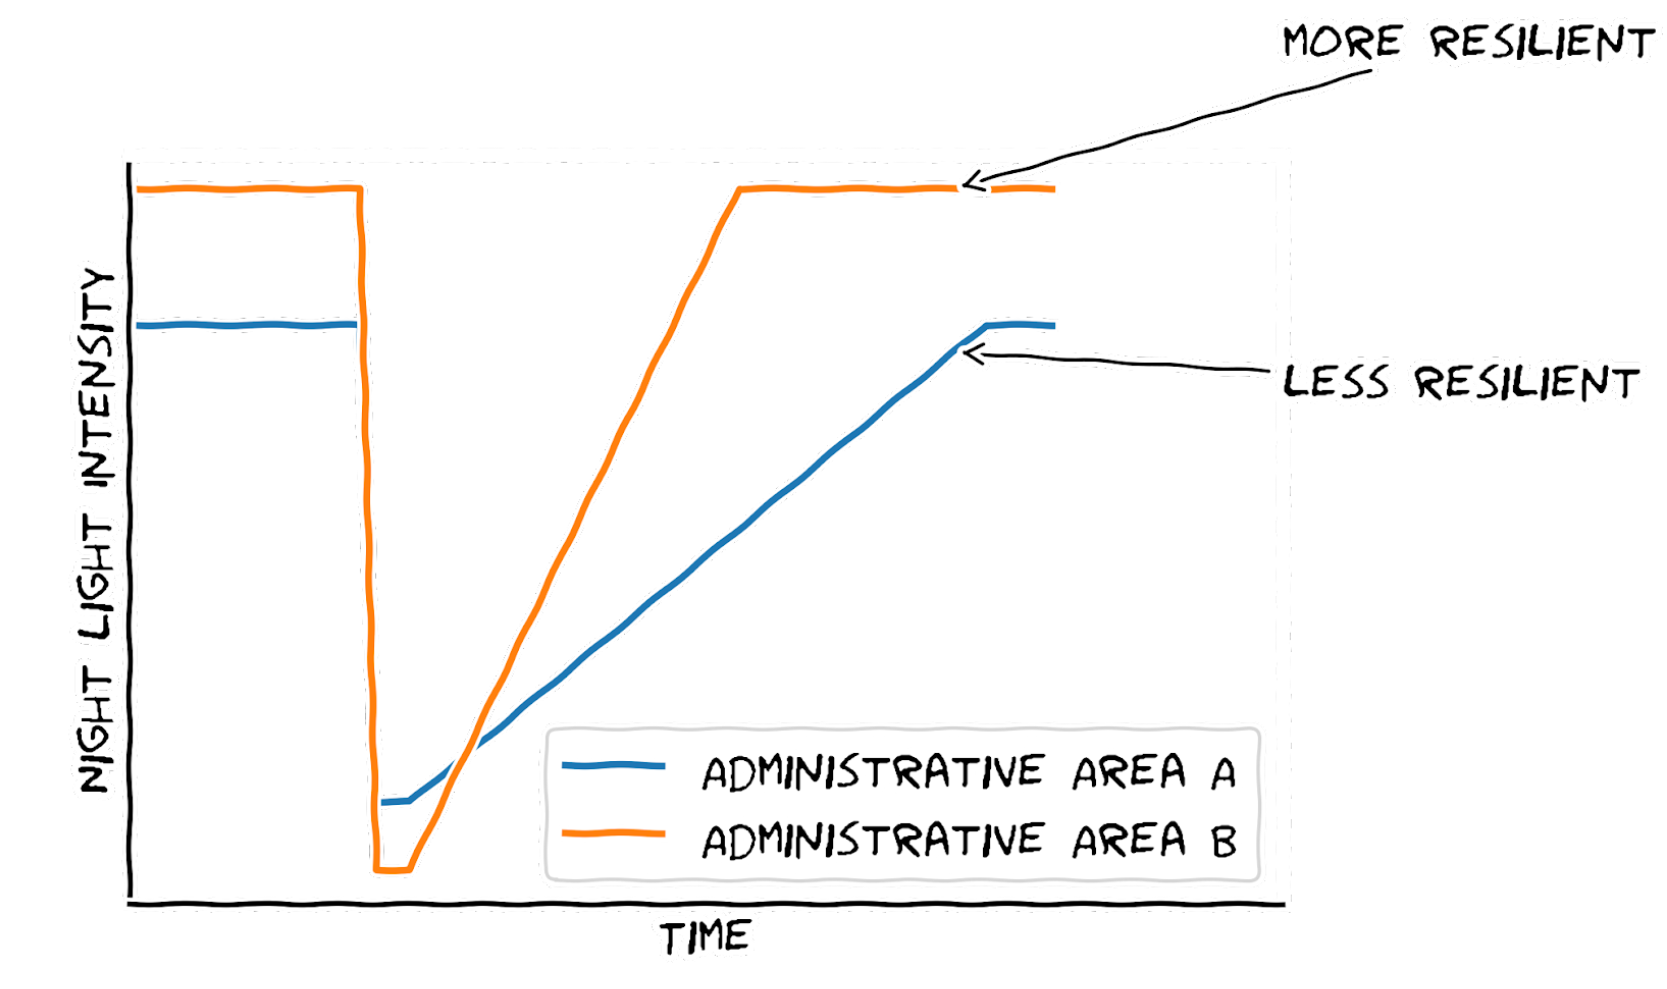 MORE RESILIENT
LESS RESILIENT
NIGHT LIGHT INTENSITY
ADMINISTRATIVE AREA A
ADMINISTRATIVE AREA B
TIME